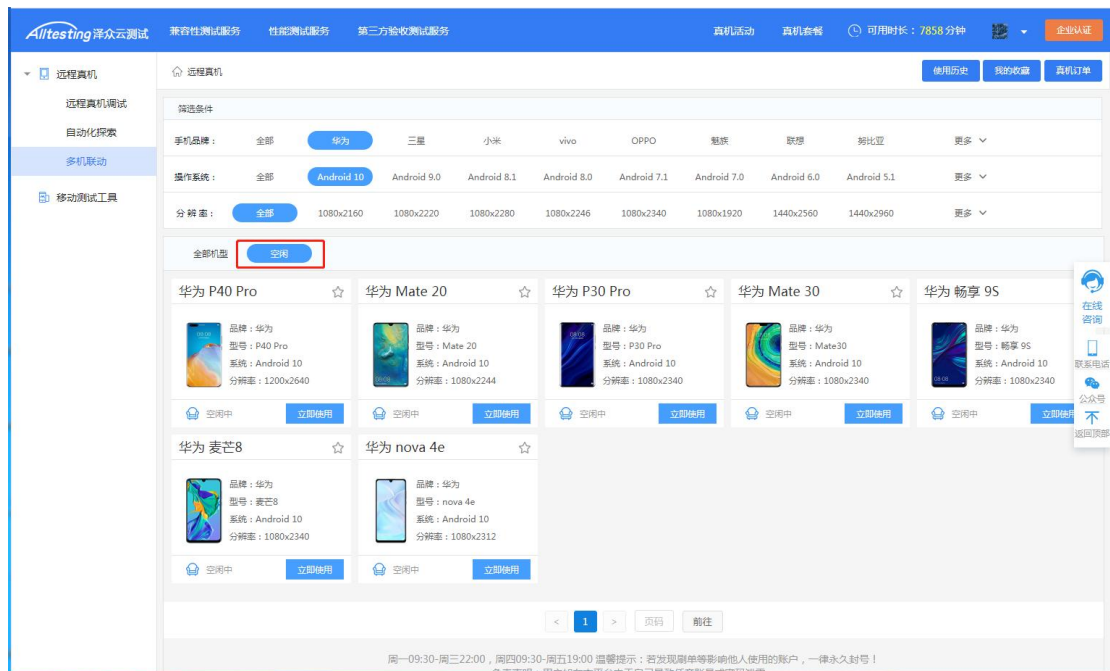 Alltesting泽众云测试 兼容性测试服务 性能测试服务 第三方验收测试服务 真机活动 真机套餐 可用时长：7858分钟 企业认证
远程真机 远程真机 使用历史 我的收藏 真机订单
远程真机调试
自动化探索
多机联动
移动测试工具
筛选条件
手机品牌： 全部 华为 三星 小米 vivo OPPO 魅族 联想 努比亚 更多
操作系统： 全部 Android 10 Android 9.0 Android 8.1 Android 8.0 Android 7.1 Android 7.0 Android 6.0 Android 5.1 更多
分辨率： 全部 1080x2160 1080x2220 1080x2280 1080x2246 1080x2340 1080x1920 1440x2560 1440x2960 更多
全部机型 空闲
华为 P40 Pro 华为 Mate 20 华为 P30 Pro 华为 Mate 30 华为 畅享 9S
品牌：华为 品牌：华为 品牌：华为 品牌：华为 品牌：华为
型号：P40 Pro 型号：Mate 20 型号：P30 Pro 型号：Mate30 型号：畅享 9S
系统：Android 10 系统：Android 10 系统：Android 10 系统：Android 10 系统：Android 10
分辨率：1200x2640 分辨率：1080x2244 分辨率：1080x2340 分辨率：1080x2340 分辨率：1080x2340
空闲中 立即使用 空闲中 立即使用 空闲中 立即使用 空闲中 立即使用 空闲中 立即使用
华为 麦芒8 华为 nova 4e
品牌：华为 品牌：华为
型号：麦芒8 型号：nova 4e
系统：Android 10 系统：Android 10
分辨率：1080x2340 分辨率：1080x2312
空闲中 立即使用 空闲中 立即使用
< 1 > 页码 前往
周一09:30-周三22:00，周四09:30-周五19:00 温馨提示：若发现刷单等影响他人使用的账户，一律永久封号！
在线
咨询
联系电话
公众号
返回顶部